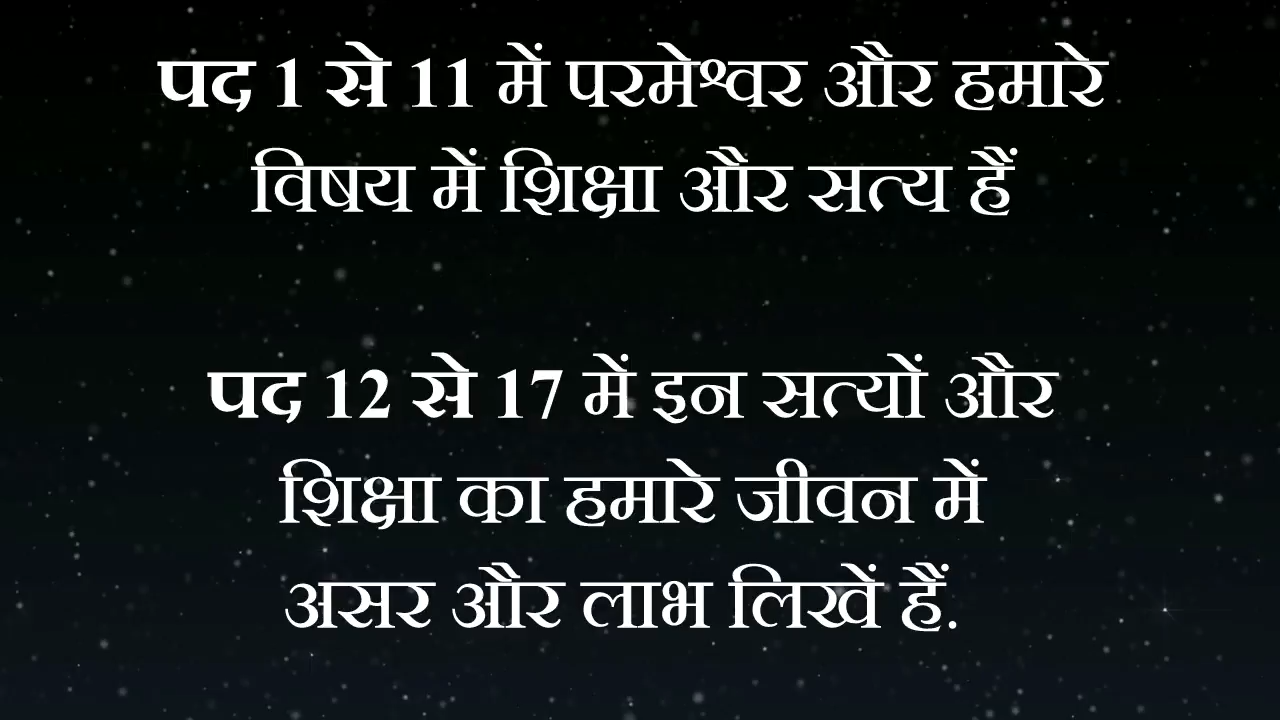 पद 1 से 11 में परमेश्वर और हमारे
विषय में शिक्षा और सत्य हैं
पद 12 से 17 में इन सत्यों और
शिक्षा का हमारे जीवन में
असर और लाभ लिखें हैं.